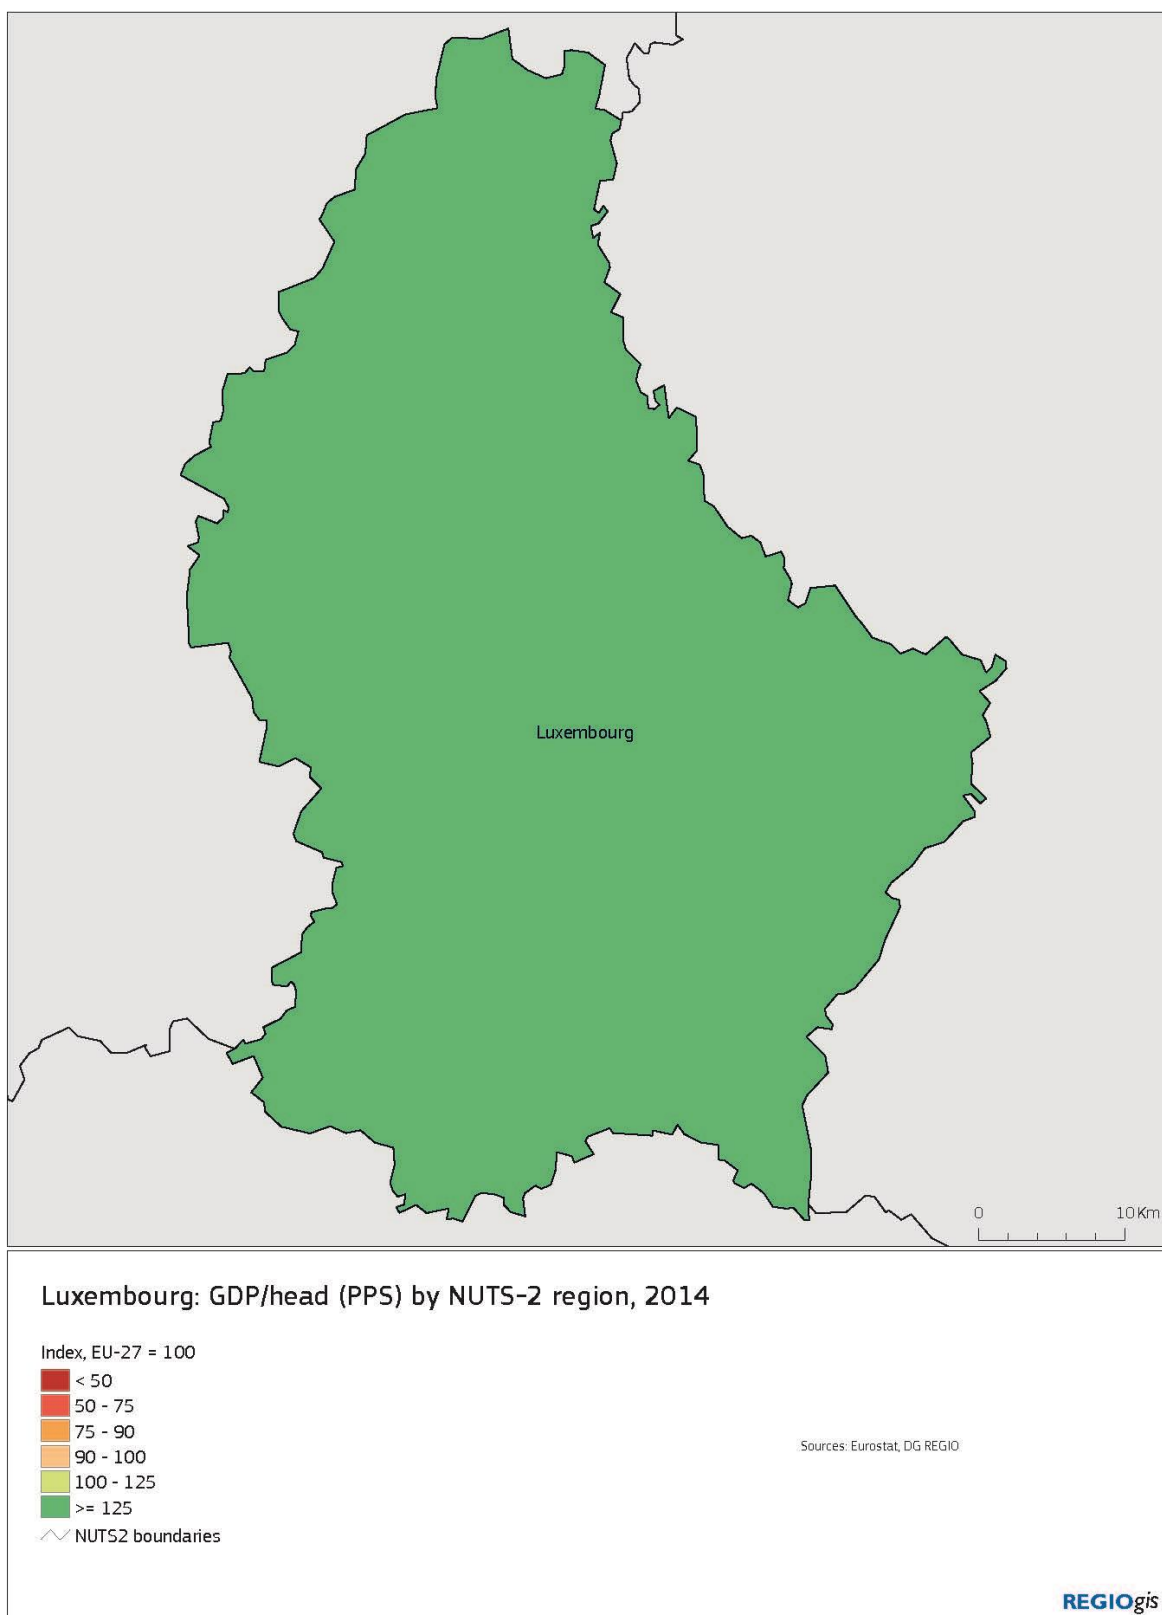 Luxembourg
0 10 Km
Luxembourg: GDP/head (PPS) by NUTS-2 region, 2014
Index, EU-27 = 100
< 50
50 - 75
75 - 90
90 - 100
100 - 125
>= 125
NUTS2 boundaries
Sources: Eurostat, DG REGIO
REGIOgis